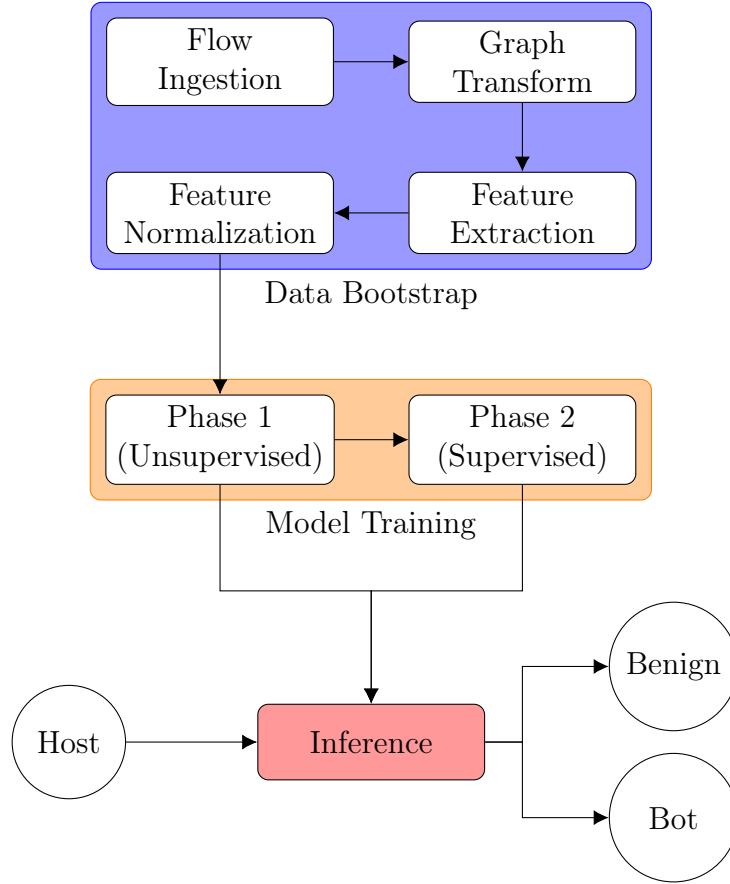 Flow
Ingestion
Graph
Transform
Feature
Normalization
Feature
Extraction
Data Bootstrap
Phase 1
(Unsupervised)
Phase 2
(Supervised)
Model Training
Host
Inference
Benign
Bot